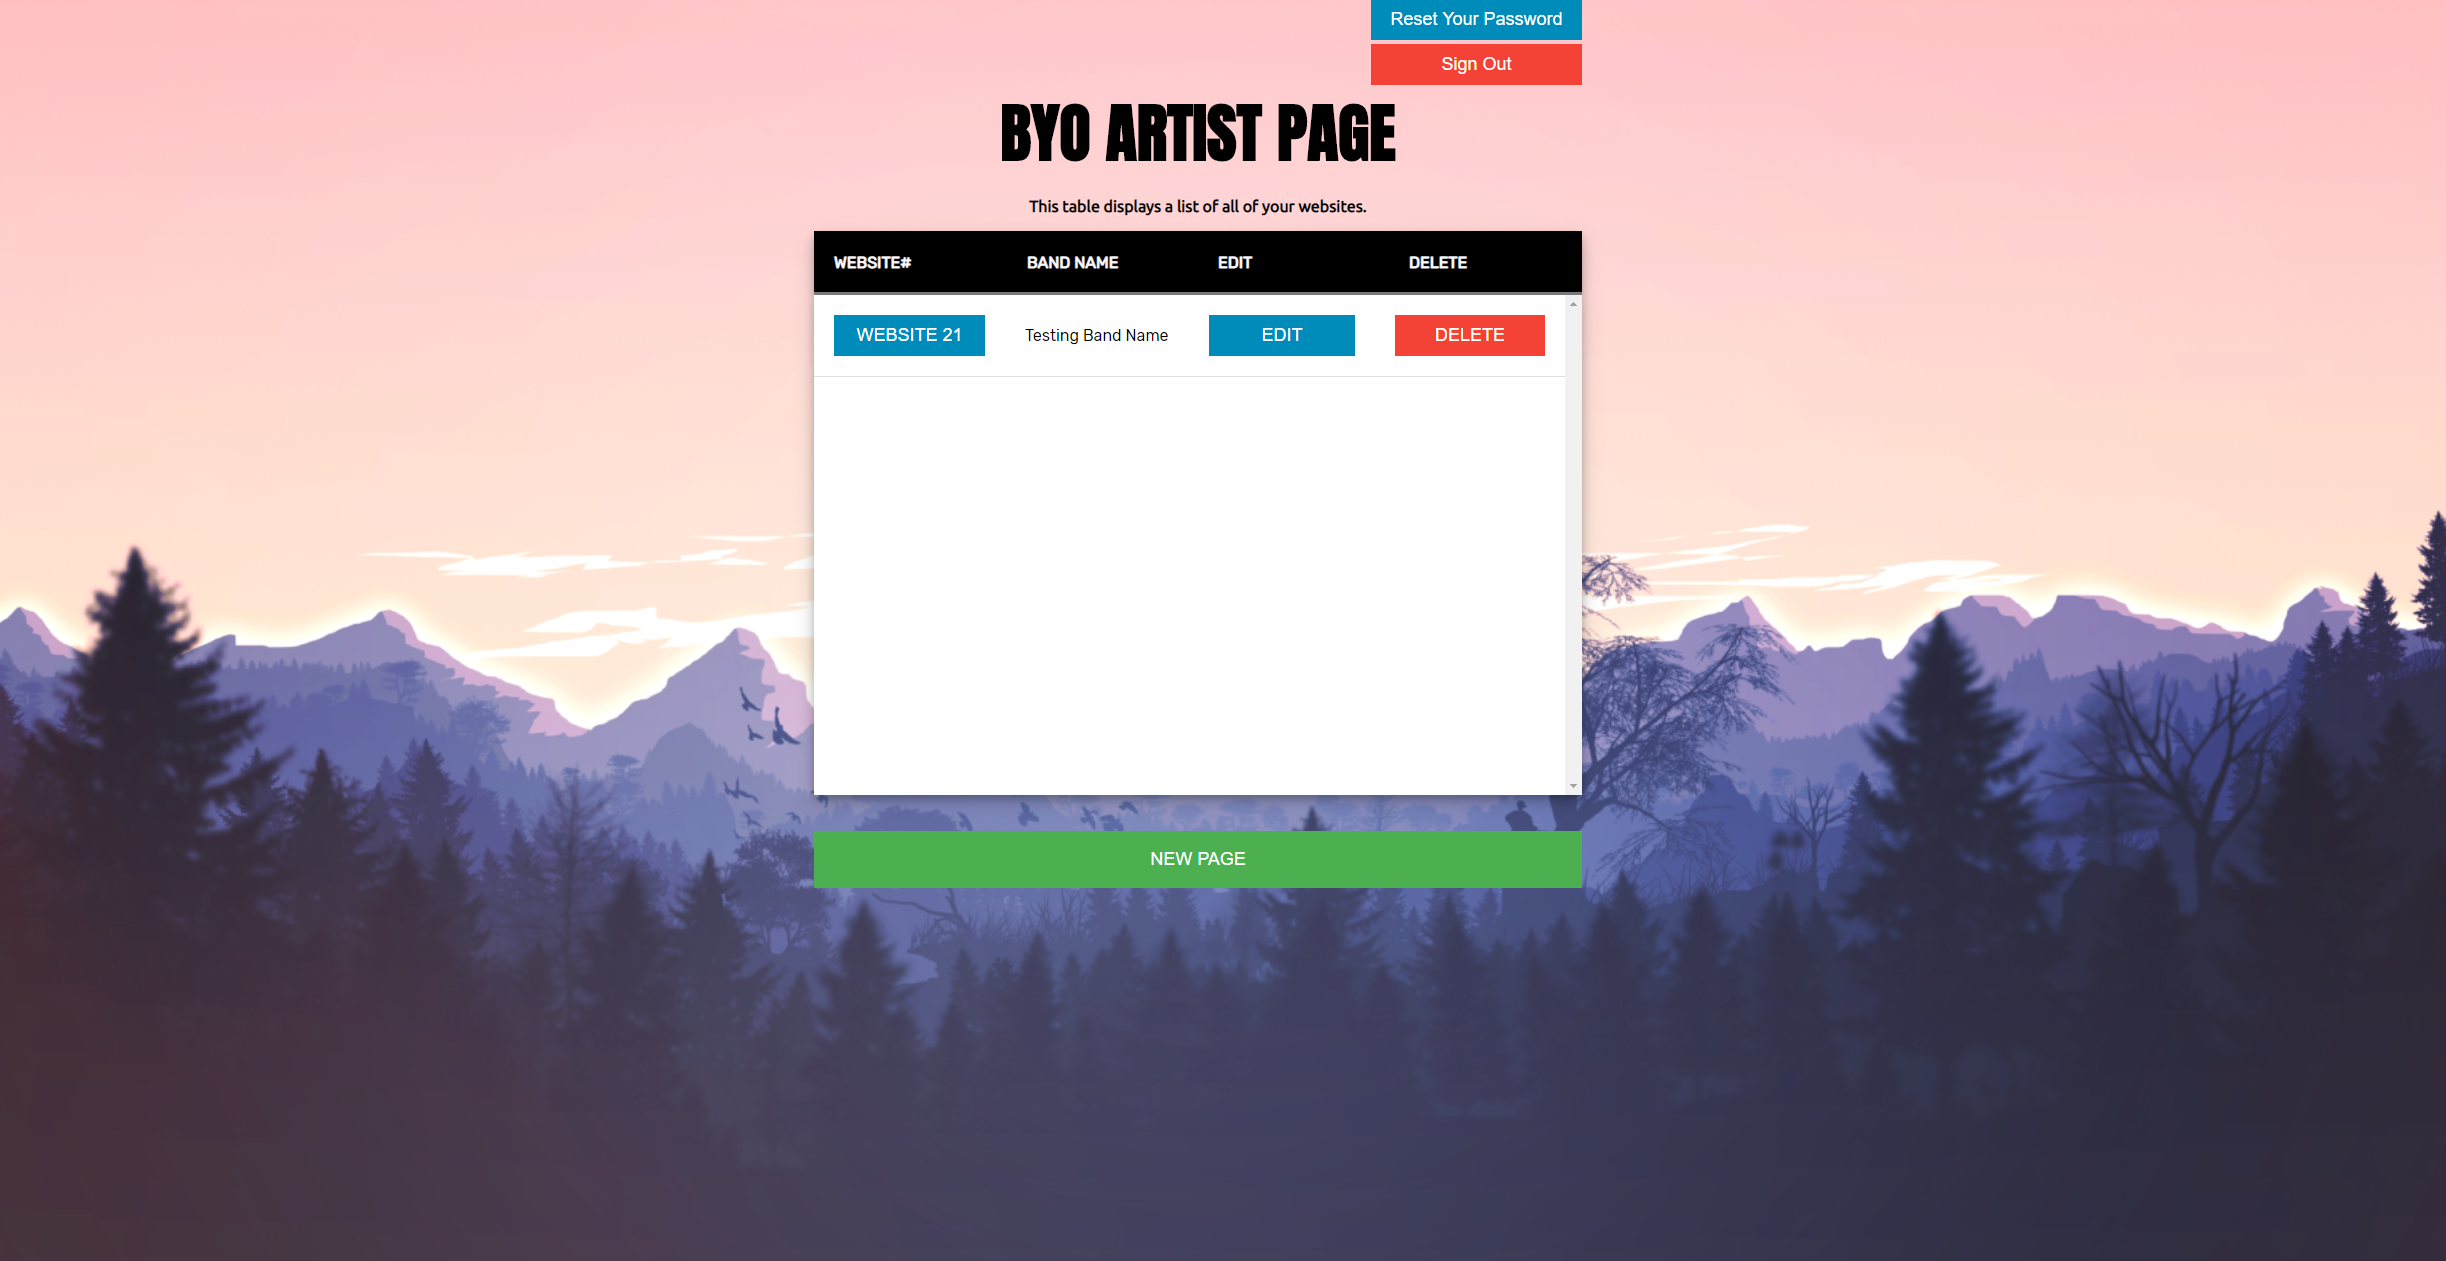 Reset Your Password
Sign Out
BYO ARTIST PAGE
This table displays a list of all of your websites.
WEBSITE# BAND NAME EDIT DELETE
WEBSITE 21 Testing Band Name EDIT DELETE
NEW PAGE